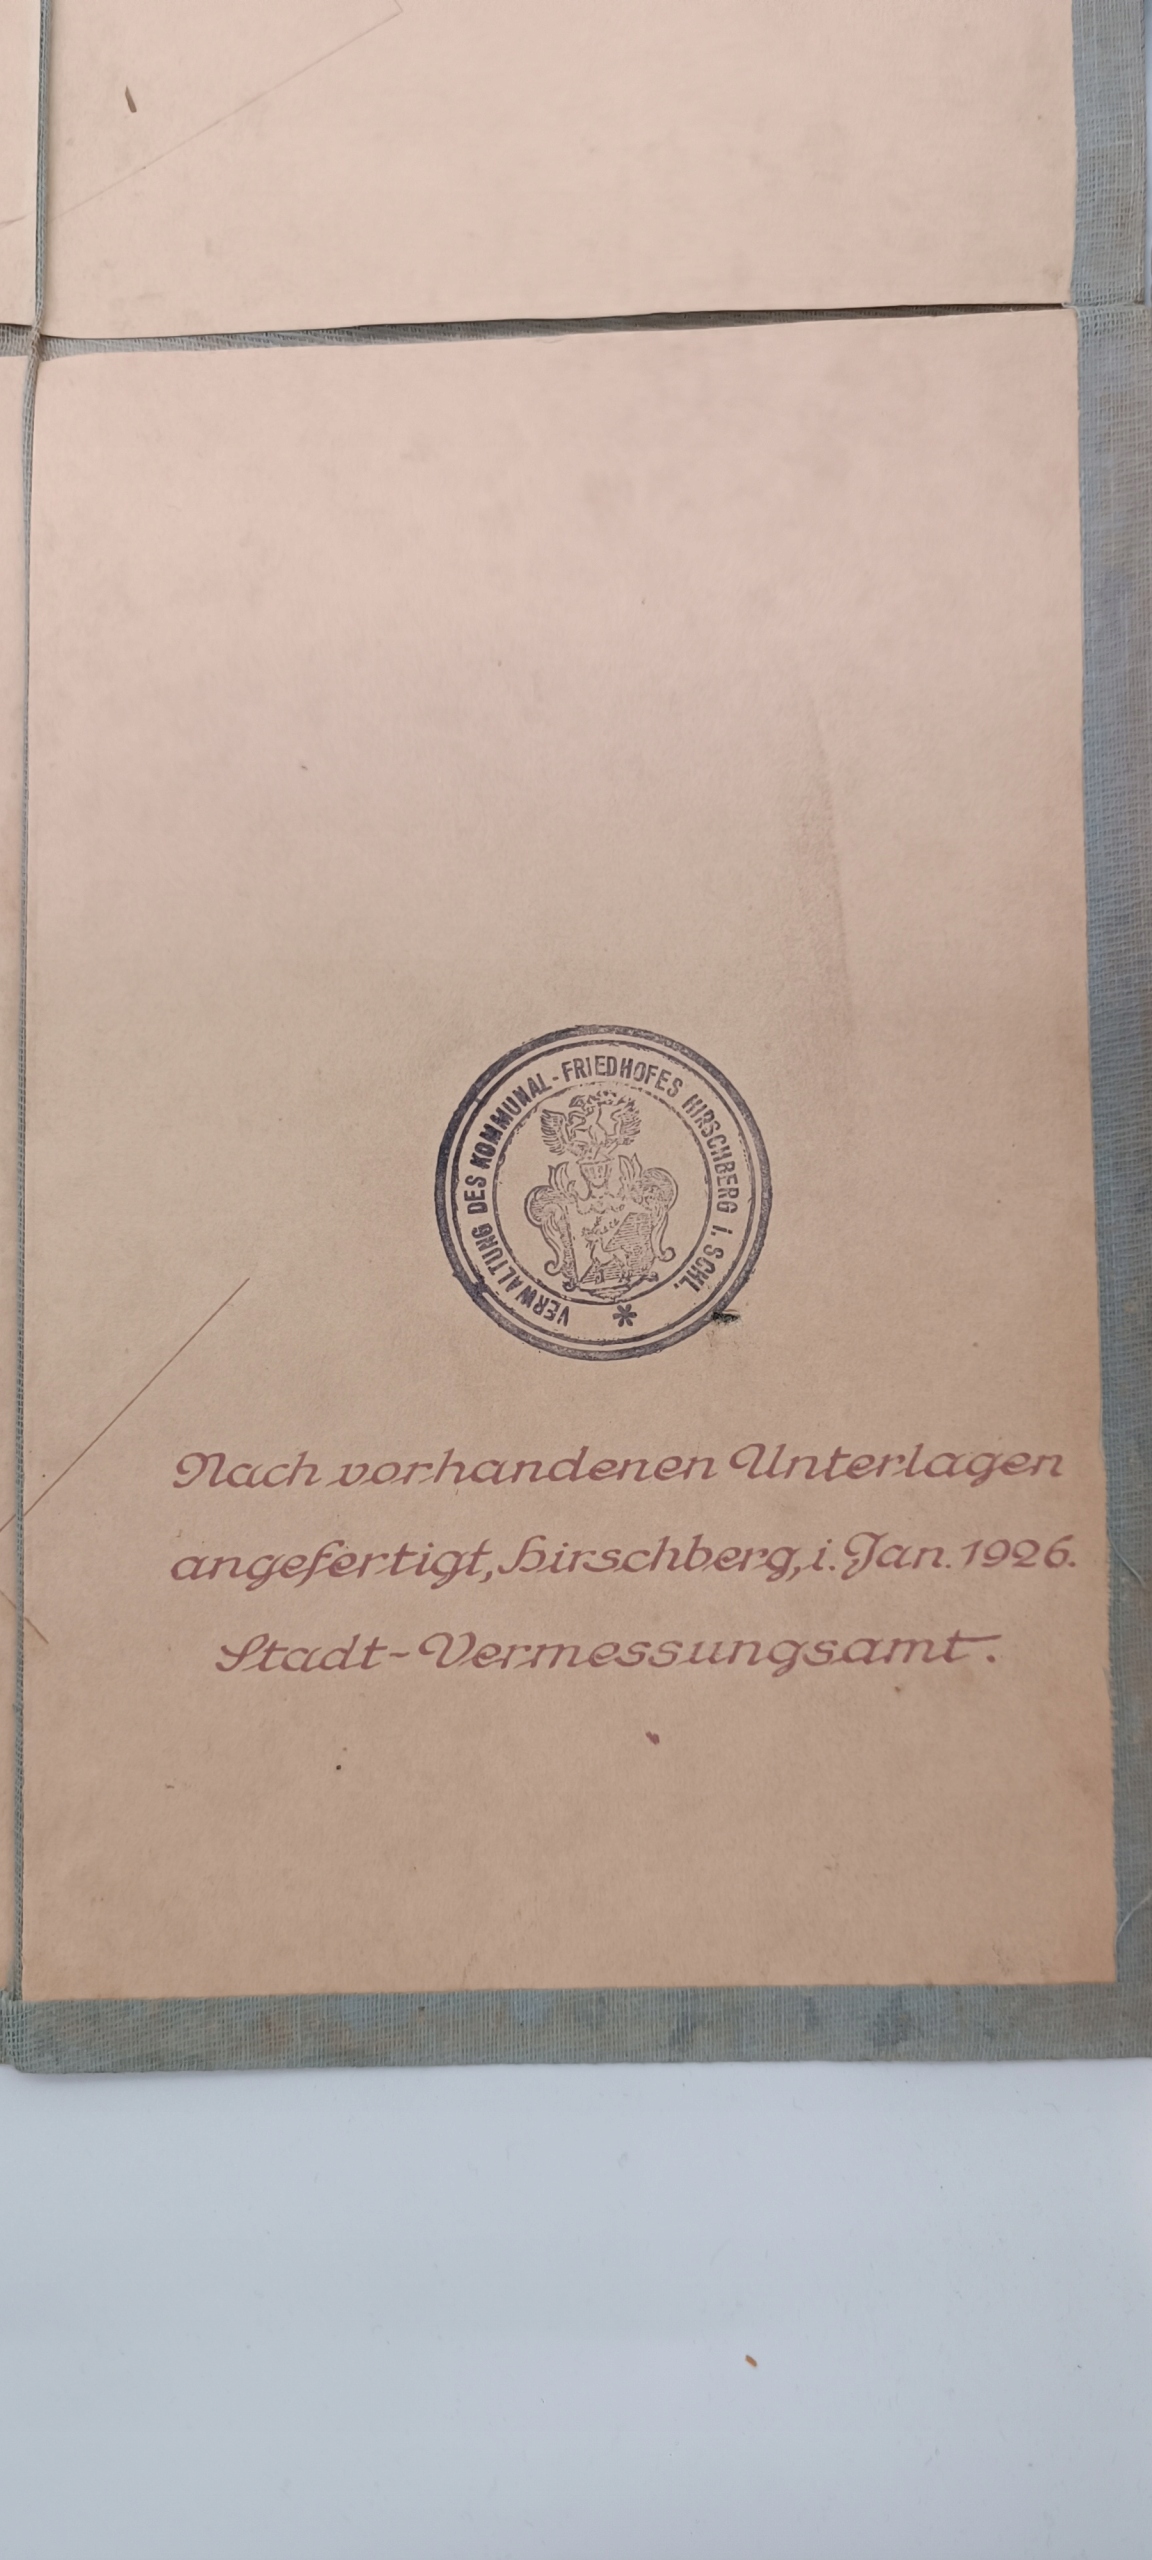 VERWALTUNG DES KOMMUNAL-FRIEDHOFES HIRSCHBERG I. SCHL.
Nach vorhandenen Unterlagen
angefertigt, Hirschberg, i. Jan. 1926.
Stadt-Vermessungsamt.